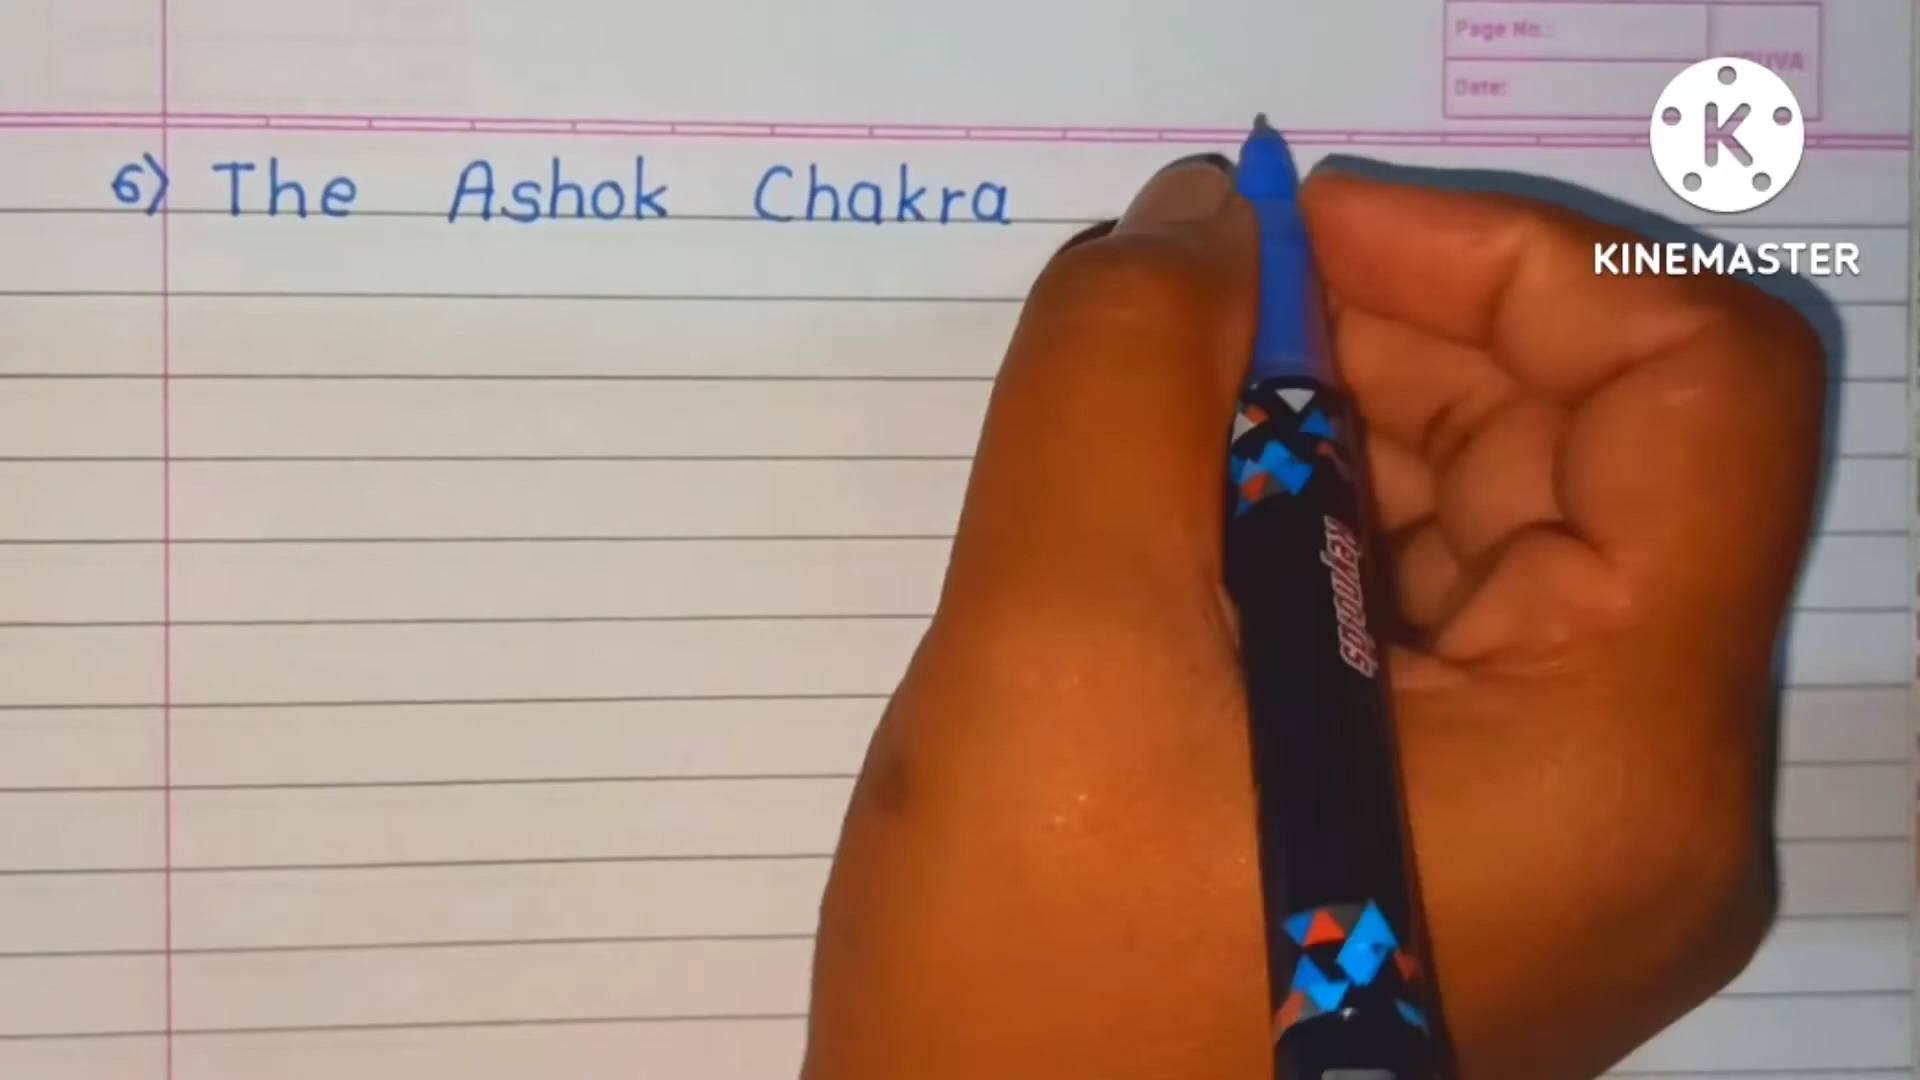 Page No.:
Date:
6) The Ashok Chakra
K
KINEMASTER